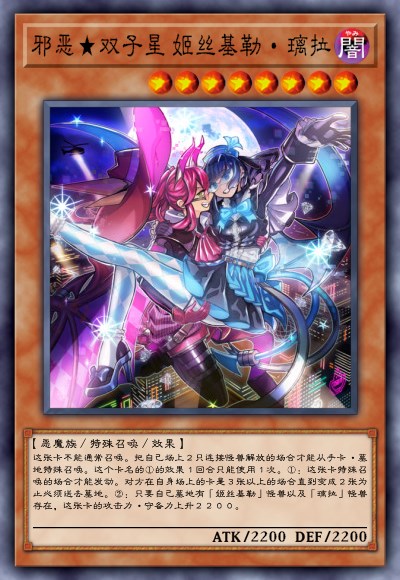 邪恶★双子星 姬丝基勒·璃拉
やみ
闇
【恶魔族/特殊召唤/效果】
这张卡不能通常召唤。把自己场上2只连接怪兽解放的场合才能从手卡·墓
地特殊召唤。这个卡名的①的效果1回合只能使用1次。①：这张卡特殊召
唤的场合才能发动。对方在自身场上的卡是3张以上的场合直到变成2张为
止必须送去墓地。②：只要自己墓地有「姬丝基勒」怪兽以及「璃拉」怪兽
存在，这张卡的攻击力·守备力上升2200。
ATK/2200 DEF/2200